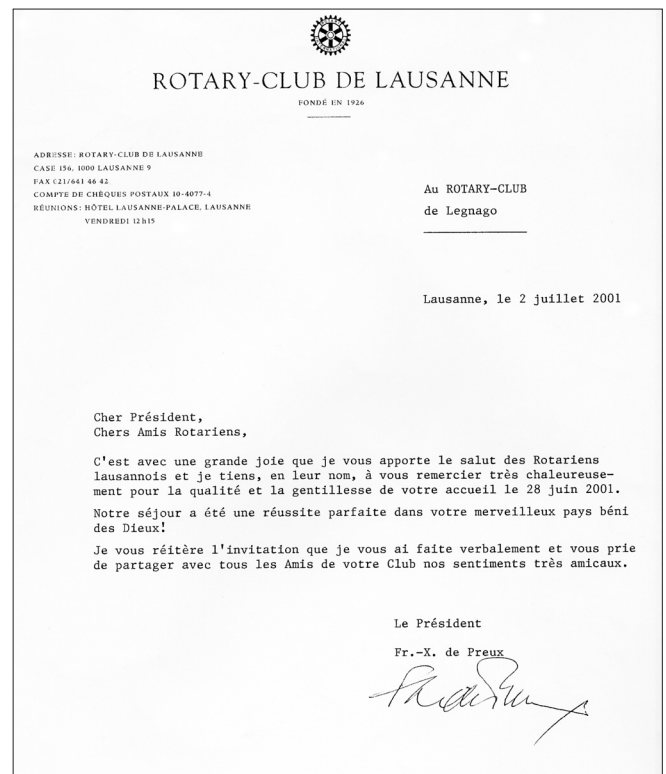 ROTARY-CLUB DE LAUSANNE
FONDÉ EN 1926
ADRESSE: ROTARY-CLUB DE LAUSANNE
CASE 156, 1000 LAUSANNE 9
FAX 021/641 46 42
COMPTE DE CHÈQUES POSTAUX 10-4077-4
RÉUNIONS: HÔTEL LAUSANNE-PALACE, LAUSANNE
VENDREDI 12 h 15
Au ROTARY-CLUB
de Legnago
Lausanne, le 2 juillet 2001
Cher Président,
Chers Amis Rotariens,
C'est avec une grande joie que je vous apporte le salut des Rotariens
lausannois et je tiens, en leur nom, à vous remercier très chaleureuse-
ment pour la qualité et la gentillesse de votre accueil le 28 juin 2001.
Notre séjour a été une réussite parfaite dans votre merveilleux pays béni
des Dieux!
Je vous réitère l'invitation que je vous ai faite verbalement et vous prie
de partager avec tous les Amis de votre Club nos sentiments très amicaux.
Le Président
Fr.-X. de Preux